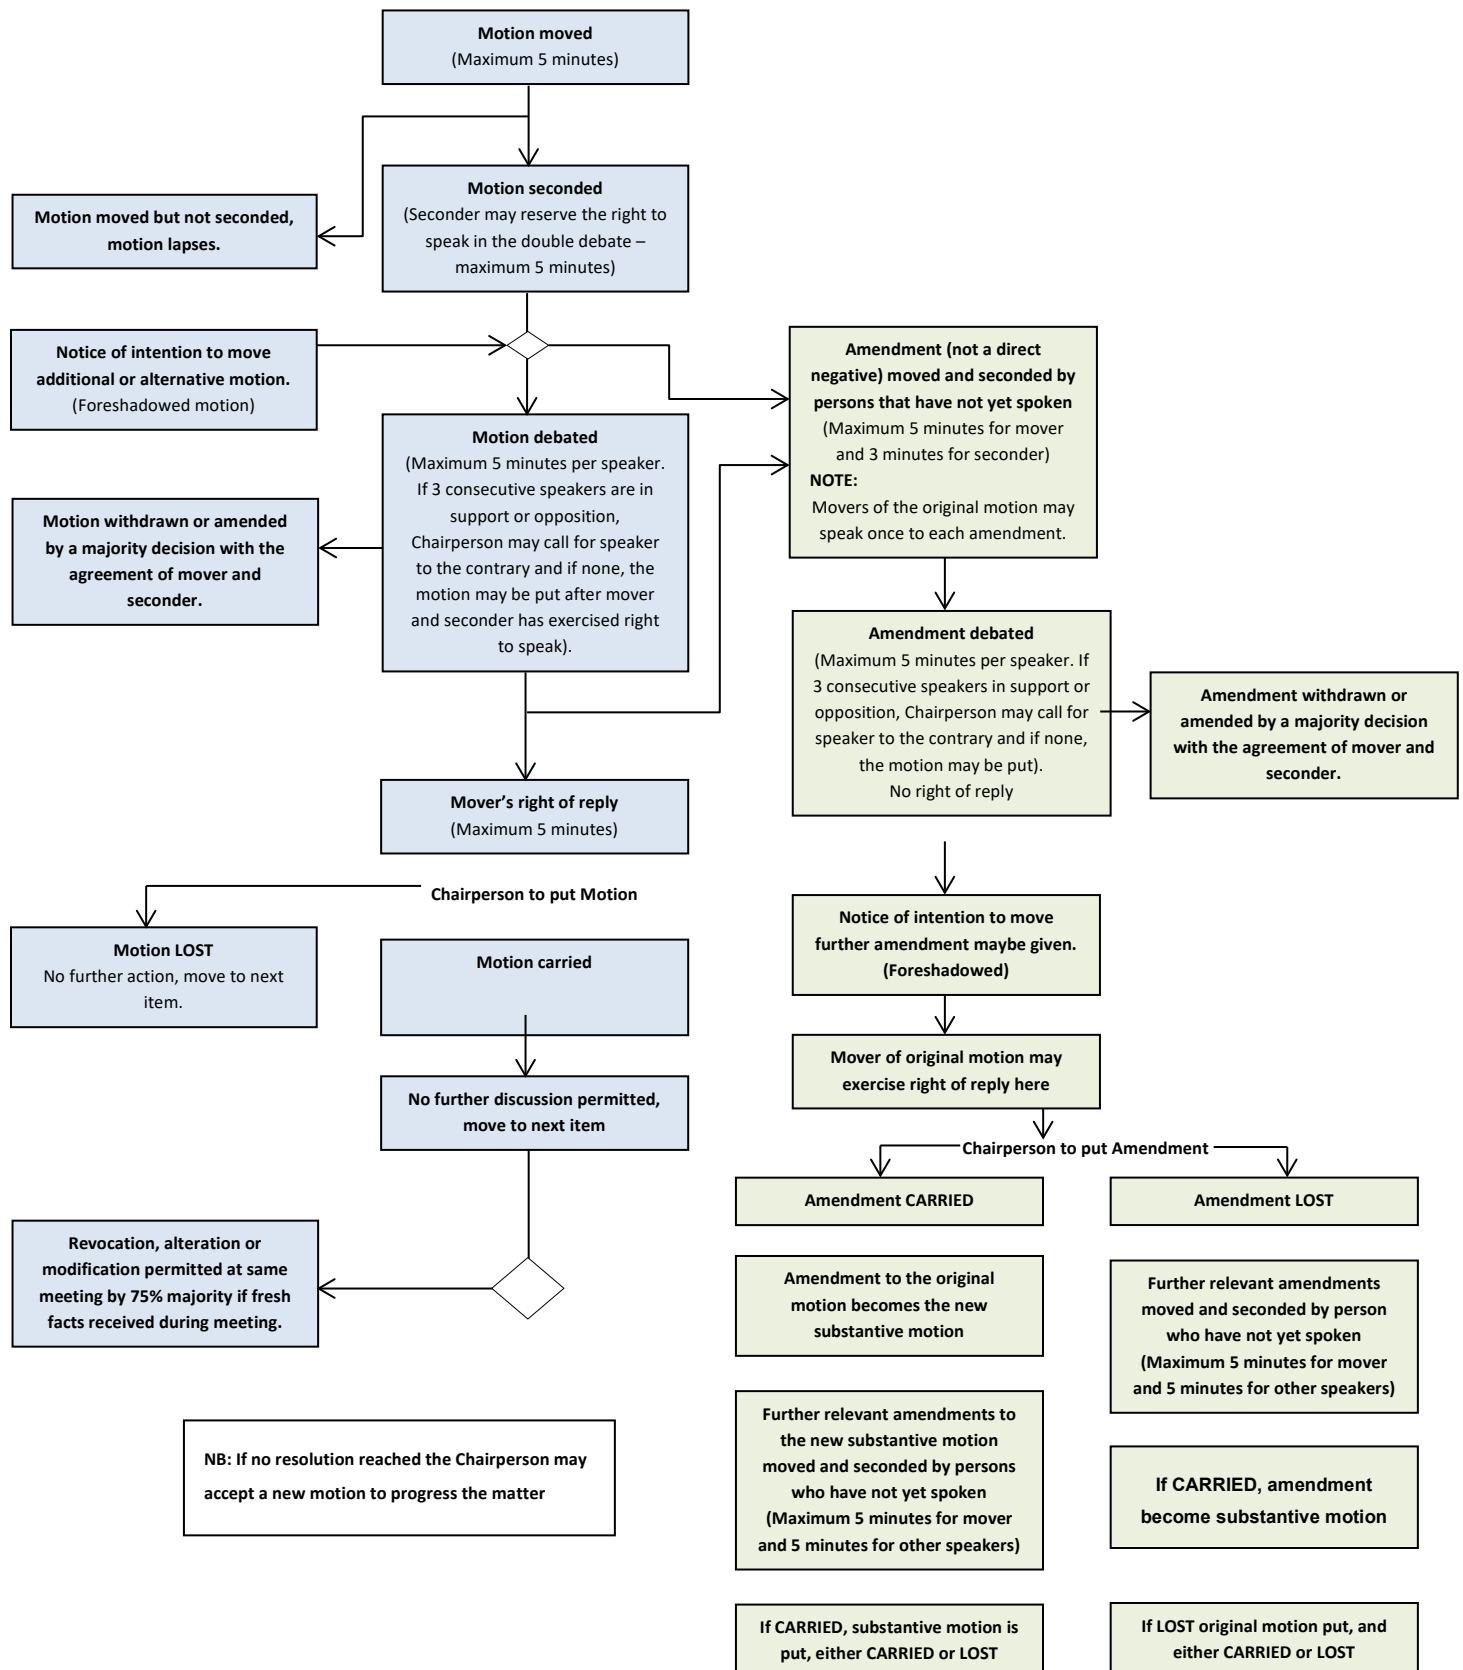 Motion moved
(Maximum 5 minutes)
Motion seconded
(Seconder may reserve the right to
speak in the double debate –
maximum 5 minutes)
Motion moved but not seconded,
motion lapses.
Notice of intention to move
additional or alternative motion.
(Foreshadowed motion)
Motion debated
(Maximum 5 minutes per speaker.
If 3 consecutive speakers are in
support or opposition,
Chairperson may call for speaker
to the contrary and if none, the
motion may be put after mover
and seconder has exercised right
to speak).
Motion withdrawn or amended
by a majority decision with the
agreement of mover and
seconder.
Mover’s right of reply
(Maximum 5 minutes)
Chairperson to put Motion
Motion LOST
No further action, move to next
item.
Motion carried
No further discussion permitted,
move to next item
Revocation, alteration or
modification permitted at same
meeting by 75% majority if fresh
facts received during meeting.
NB: If no resolution reached the Chairperson may
accept a new motion to progress the matter
Amendment (not a direct
negative) moved and seconded by
persons that have not yet spoken
(Maximum 5 minutes for mover
and 3 minutes for seconder)
NOTE:
Movers of the original motion may
speak once to each amendment.
Amendment debated
(Maximum 5 minutes per speaker. If
3 consecutive speakers in support or
opposition, Chairperson may call for
speaker to the contrary and if none,
the motion may be put).
No right of reply
Amendment withdrawn or
amended by a majority decision
with the agreement of mover and
seconder.
Notice of intention to move
further amendment maybe given.
(Foreshadowed)
Mover of original motion may
exercise right of reply here
Chairperson to put Amendment
Amendment CARRIED
Amendment to the original
motion becomes the new
substantive motion
Further relevant amendments to
the new substantive motion
moved and seconded by persons
who have not yet spoken
(Maximum 5 minutes for mover
and 5 minutes for other speakers)
If CARRIED, substantive motion is
put, either CARRIED or LOST
Amendment LOST
Further relevant amendments
moved and seconded by person
who have not yet spoken
(Maximum 5 minutes for mover
and 5 minutes for other speakers)
If CARRIED, amendment
become substantive motion
If LOST original motion put, and
either CARRIED or LOST